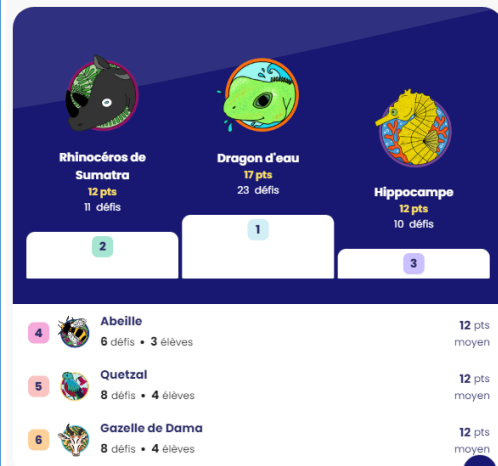 Rhinocéros de
Sumatra
12 pts
11 défis
Dragon d'eau
17 pts
23 défis
Hippocampe
12 pts
10 défis
2
1
3
4
Abeille
6 défis • 3 élèves
12 pts
moyen
5
Quetzal
8 défis • 4 élèves
12 pts
moyen
6
Gazelle de Dama
8 défis • 4 élèves
12 pts
moyen